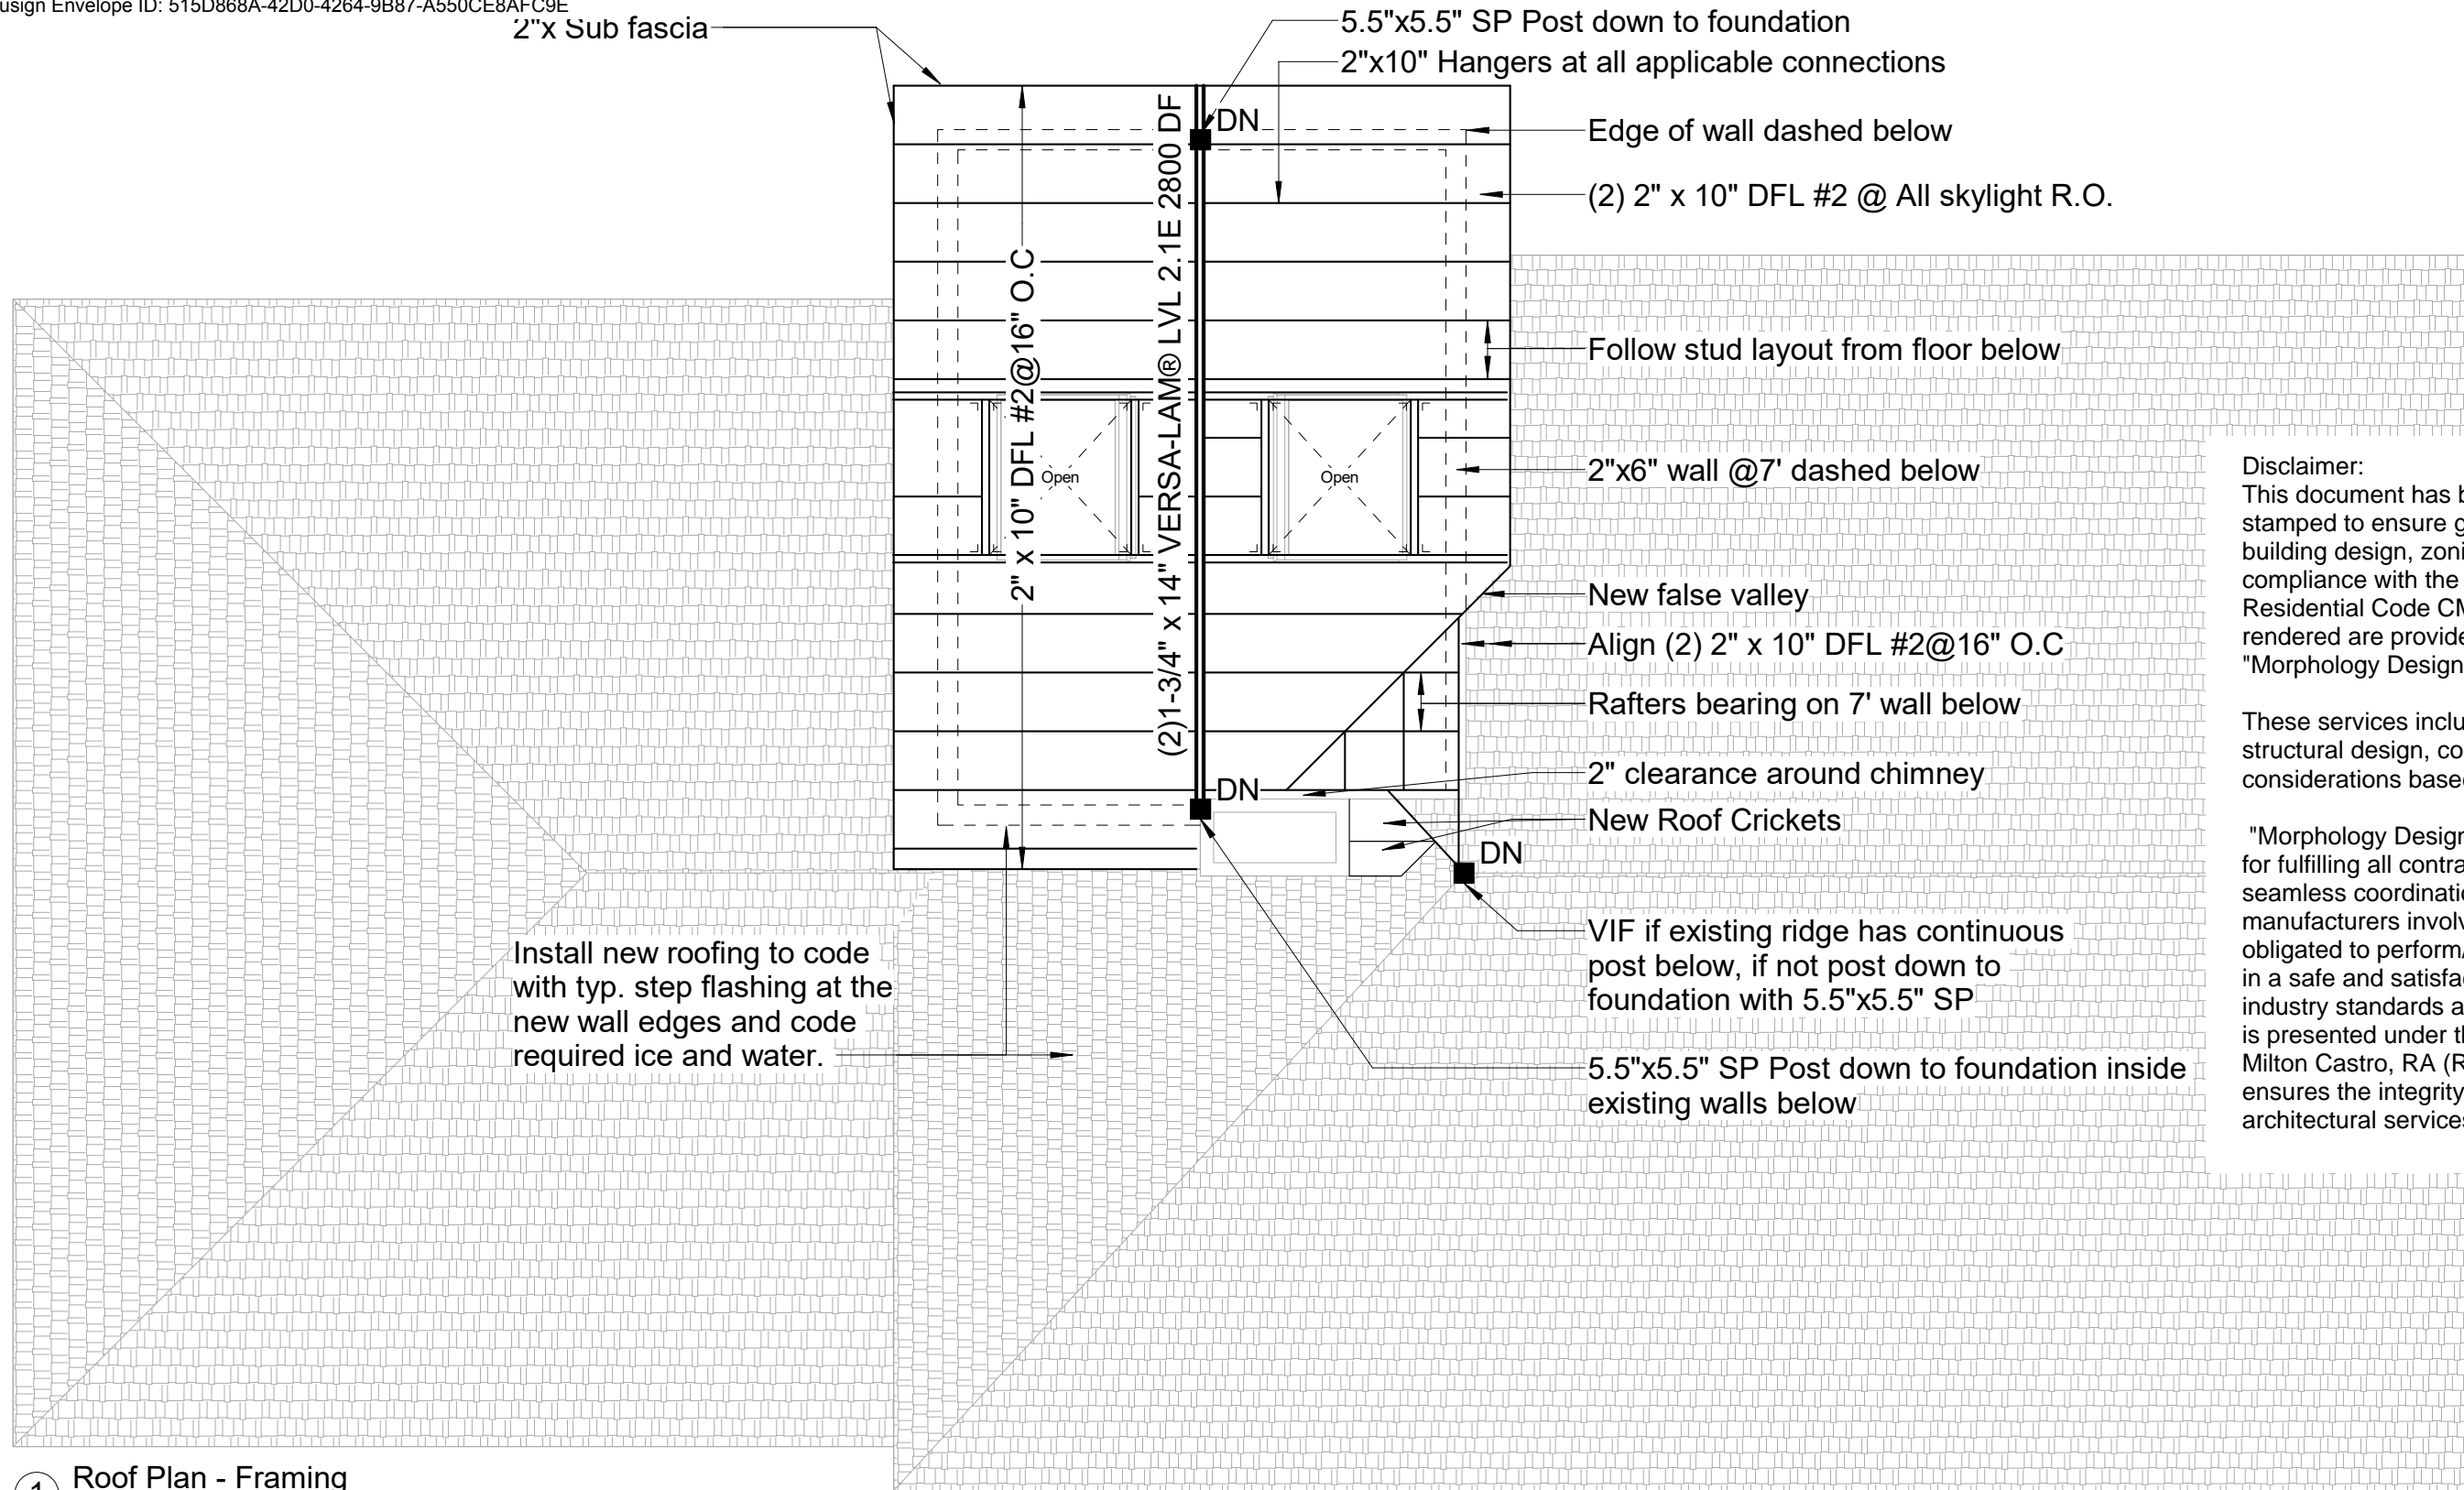 usign Envelope ID: 515D868A-42D0-4264-9B87-A550CE8AFC9E
2"x Sub fascia
5.5"x5.5" SP Post down to foundation
2"x10" Hangers at all applicable connections
DN
Edge of wall dashed below
(2) 2" x 10" DFL #2 @ All skylight R.O.
2" x 10" DFL #2@16" O.C
(2)1-3/4" x 14" VERSA-LAM® LVL 2.1E 2800 DF
Follow stud layout from floor below
Open
Open
2"x6" wall @7' dashed below
New false valley
Align (2) 2" x 10" DFL #2@16" O.C
Rafters bearing on 7' wall below
2" clearance around chimney
DN
New Roof Crickets
DN
VIF if existing ridge has continuous
post below, if not post down to
foundation with 5.5"x5.5" SP
5.5"x5.5" SP Post down to foundation inside
existing walls below
Install new roofing to code
with typ. step flashing at the
new wall edges and code
required ice and water.
Disclaimer:
This document has b
stamped to ensure g
building design, zoni
compliance with the
Residential Code CM
rendered are provide
"Morphology Design
These services inclu
structural design, co
considerations base
"Morphology Design
for fulfilling all contra
seamless coordinatio
manufacturers involv
obligated to perform
in a safe and satisfa
industry standards a
is presented under th
Milton Castro, RA (R
ensures the integrity
architectural services
1
Roof Plan - Framing